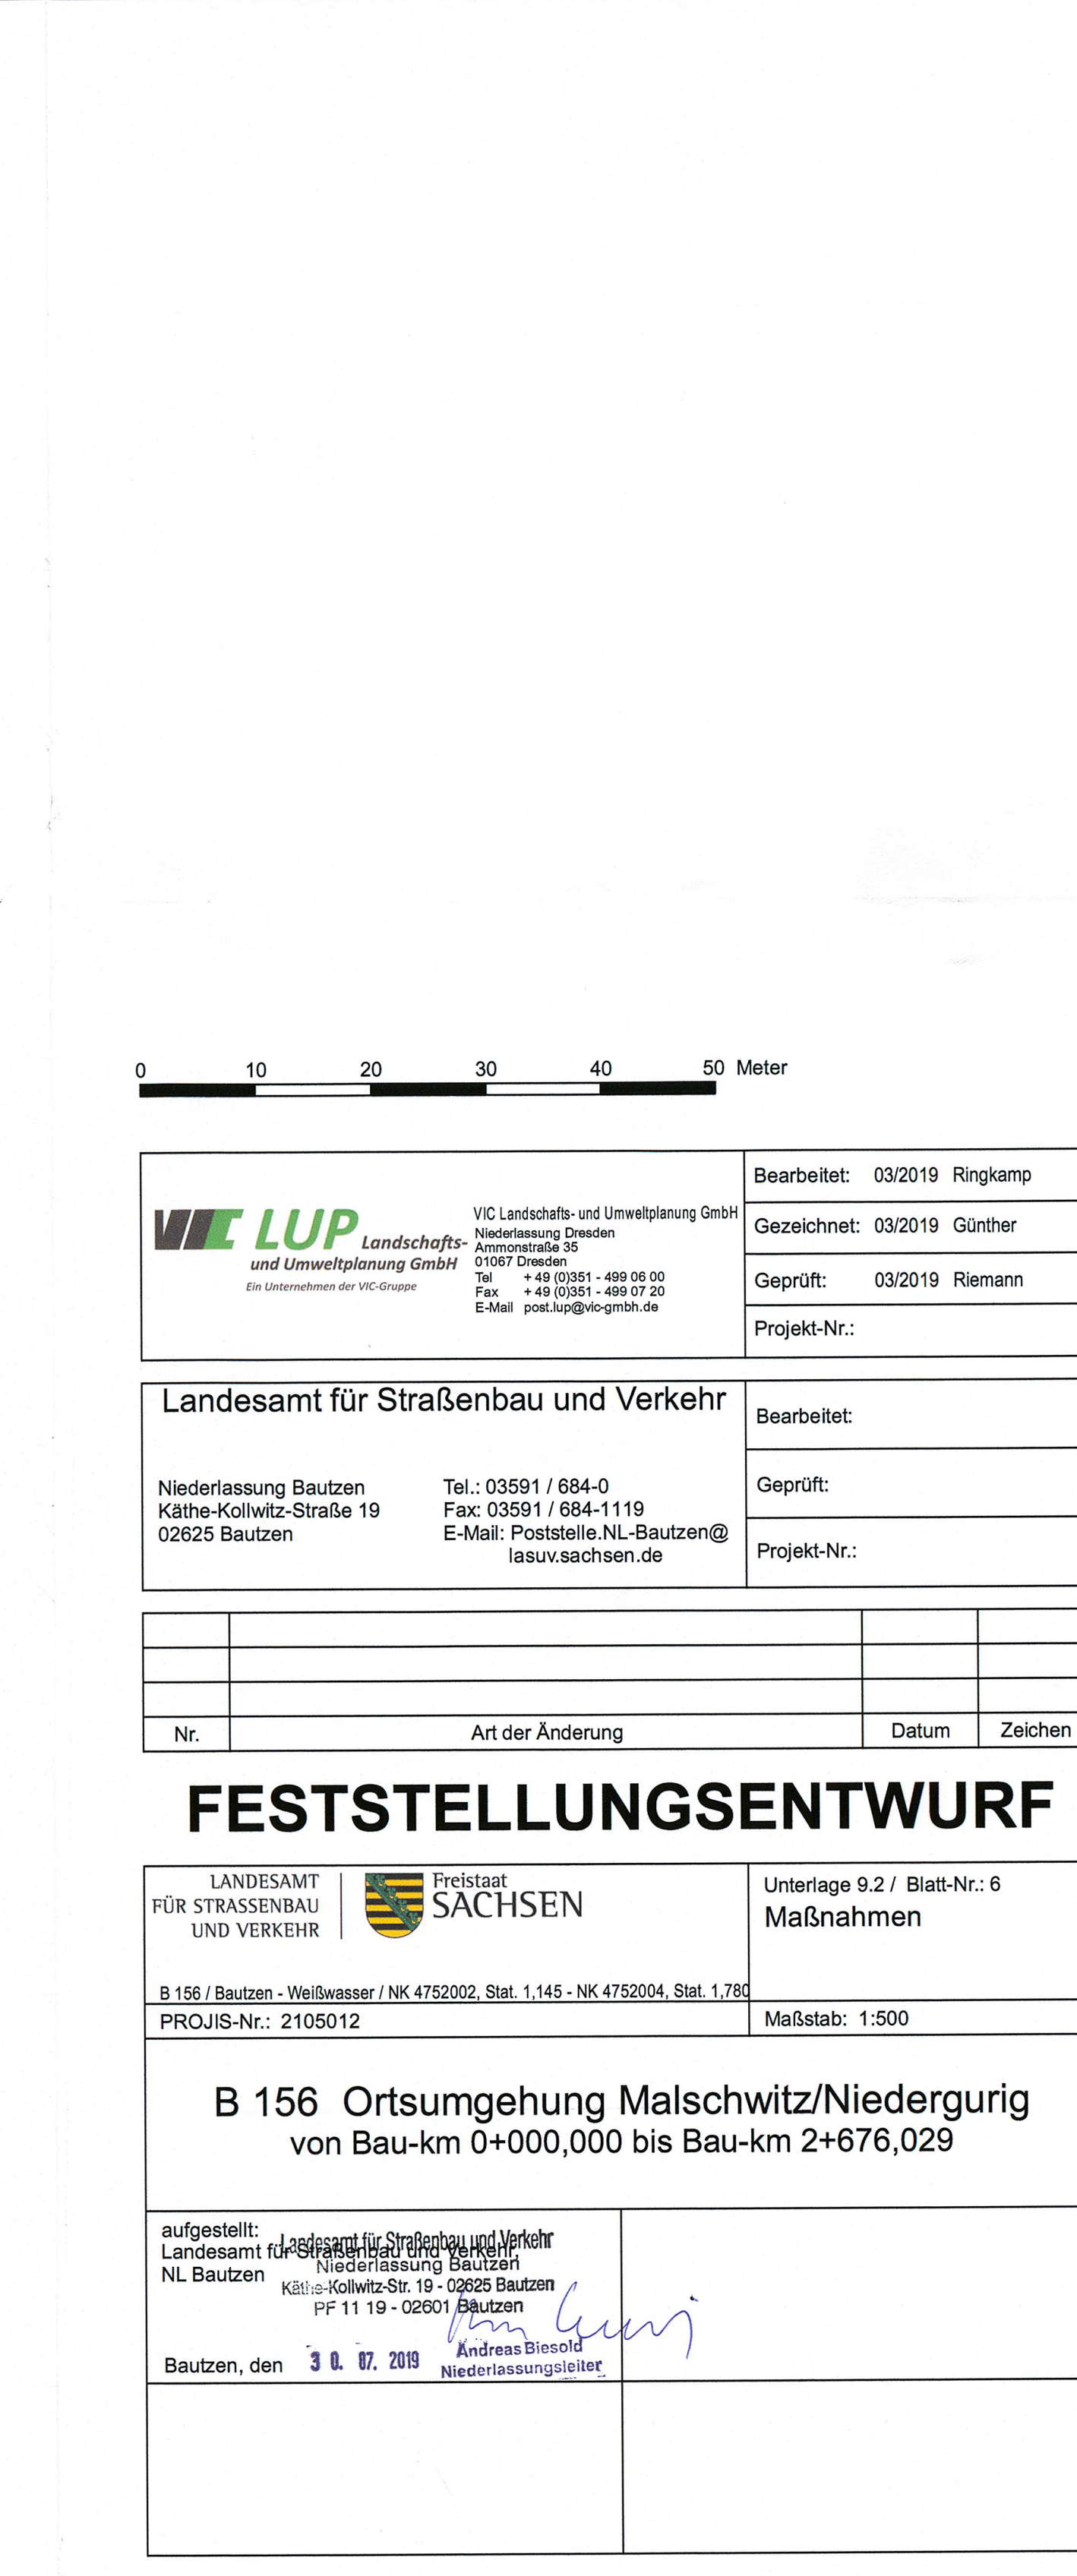 0 10 20 30 40 50 Meter
VIC LUP Landschafts-
und Umweltplanung GmbH
Ein Unternehmen der VIC-Gruppe
VIC Landschafts- und Umweltplanung GmbH
Niederlassung Dresden
Ammonstraße 35
01067 Dresden
Tel + 49 (0)351 - 499 06 00
Fax + 49 (0)351 - 499 07 20
E-Mail post.lup@vic-gmbh.de
Bearbeitet: 03/2019 Ringkamp
Gezeichnet: 03/2019 Günther
Geprüft: 03/2019 Riemann
Projekt-Nr.:
Landesamt für Straßenbau und Verkehr
Niederlassung Bautzen
Käthe-Kollwitz-Straße 19
02625 Bautzen
Tel.: 03591 / 684-0
Fax: 03591 / 684-1119
E-Mail: Poststelle.NL-Bautzen@
lasuv.sachsen.de
Bearbeitet:
Geprüft:
Projekt-Nr.:
Nr. Art der Änderung Datum Zeichen
FESTSTELLUNGSENTWURF
LANDESAMT
FÜR STRASSENBAU
UND VERKEHR
Freistaat
SACHSEN
Unterlage 9.2 / Blatt-Nr.: 6
Maßnahmen
B 156 / Bautzen - Weißwasser / NK 4752002, Stat. 1,145 - NK 4752004, Stat. 1,780
PROJIS-Nr.: 2105012
Maßstab: 1:500
B 156 Ortsumgehung Malschwitz/Niedergurig
von Bau-km 0+000,000 bis Bau-km 2+676,029
aufgestellt:
Landesamt für Straßenbau und Verkehr,
NL Bautzen
Landesamt für Straßenbau und Verkehr
Niederlassung Bautzen
Käthe-Kollwitz-Str. 19 - 02625 Bautzen
PF 11 19 - 02601 Bautzen
Bautzen, den 30. 07. 2019
Andreas Biesold
Niederlassungsleiter